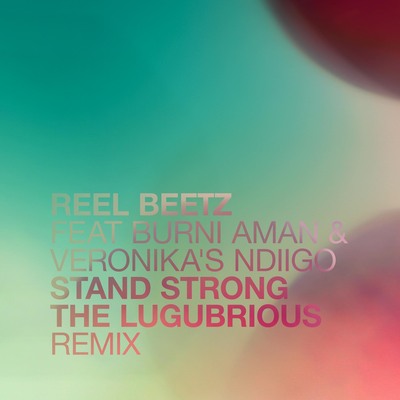 REEL BEETZ
FEAT BURNI AMAN &
VERONIKA'S NDIIGO
STAND STRONG
THE LUGUBRIOUS
REMIX